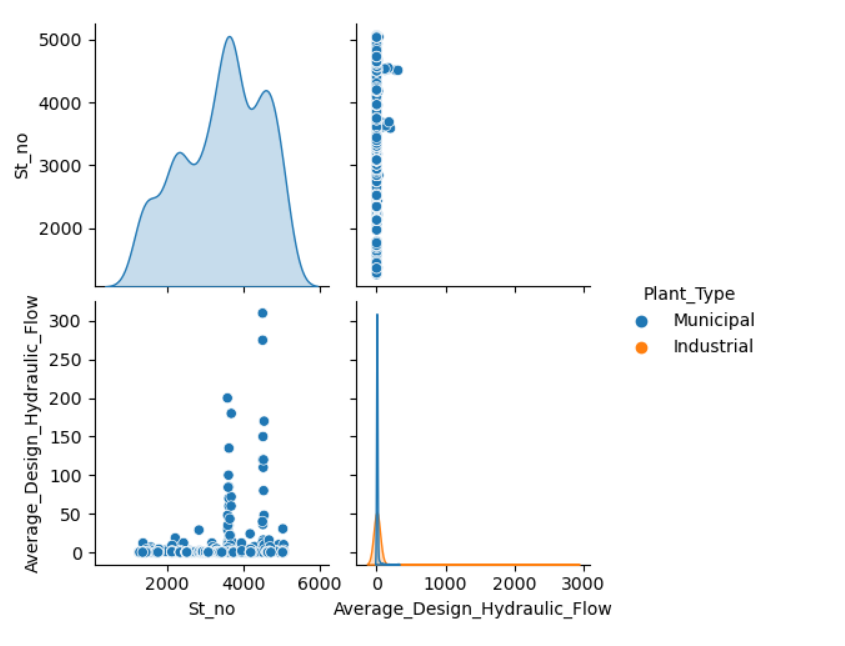 5000
4000
3000
2000
St_no
Plant_Type
Municipal
Industrial
300
250
200
150
100
50
0
Average_Design_Hydraulic_Flow
2000 4000 6000
St_no
0 1000 2000 3000
Average_Design_Hydraulic_Flow